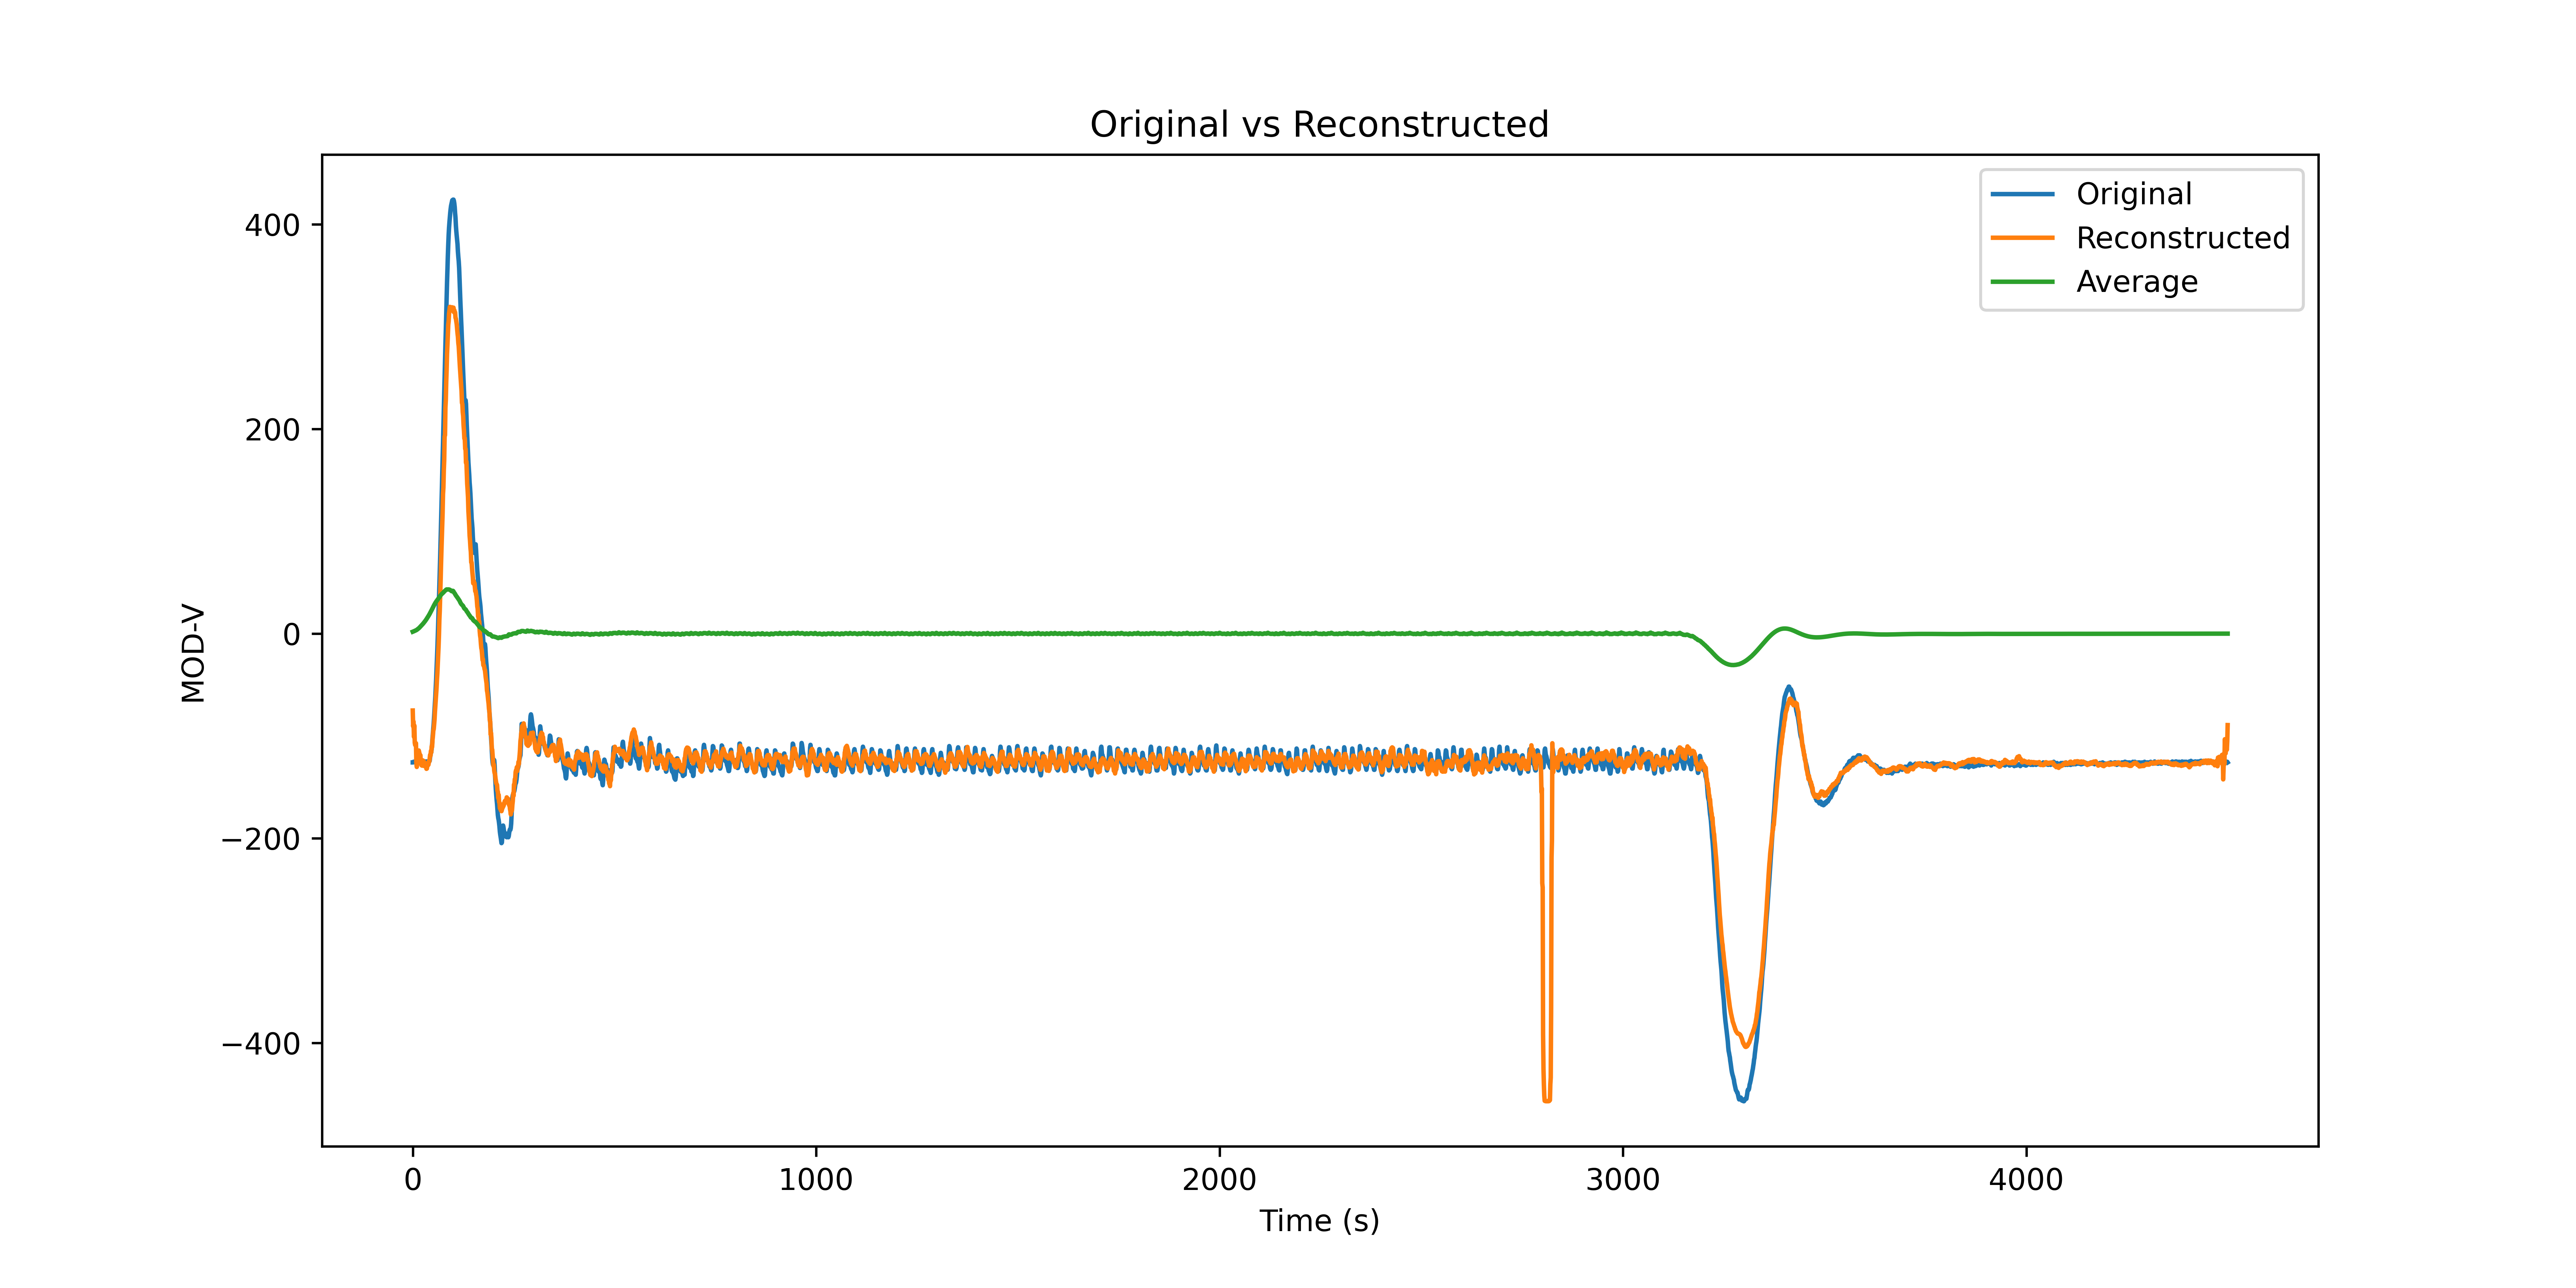 Original vs Reconstructed
Original
Reconstructed
Average
MOD-V
400
200
0
−200
−400
0
1000
2000
3000
4000
Time (s)